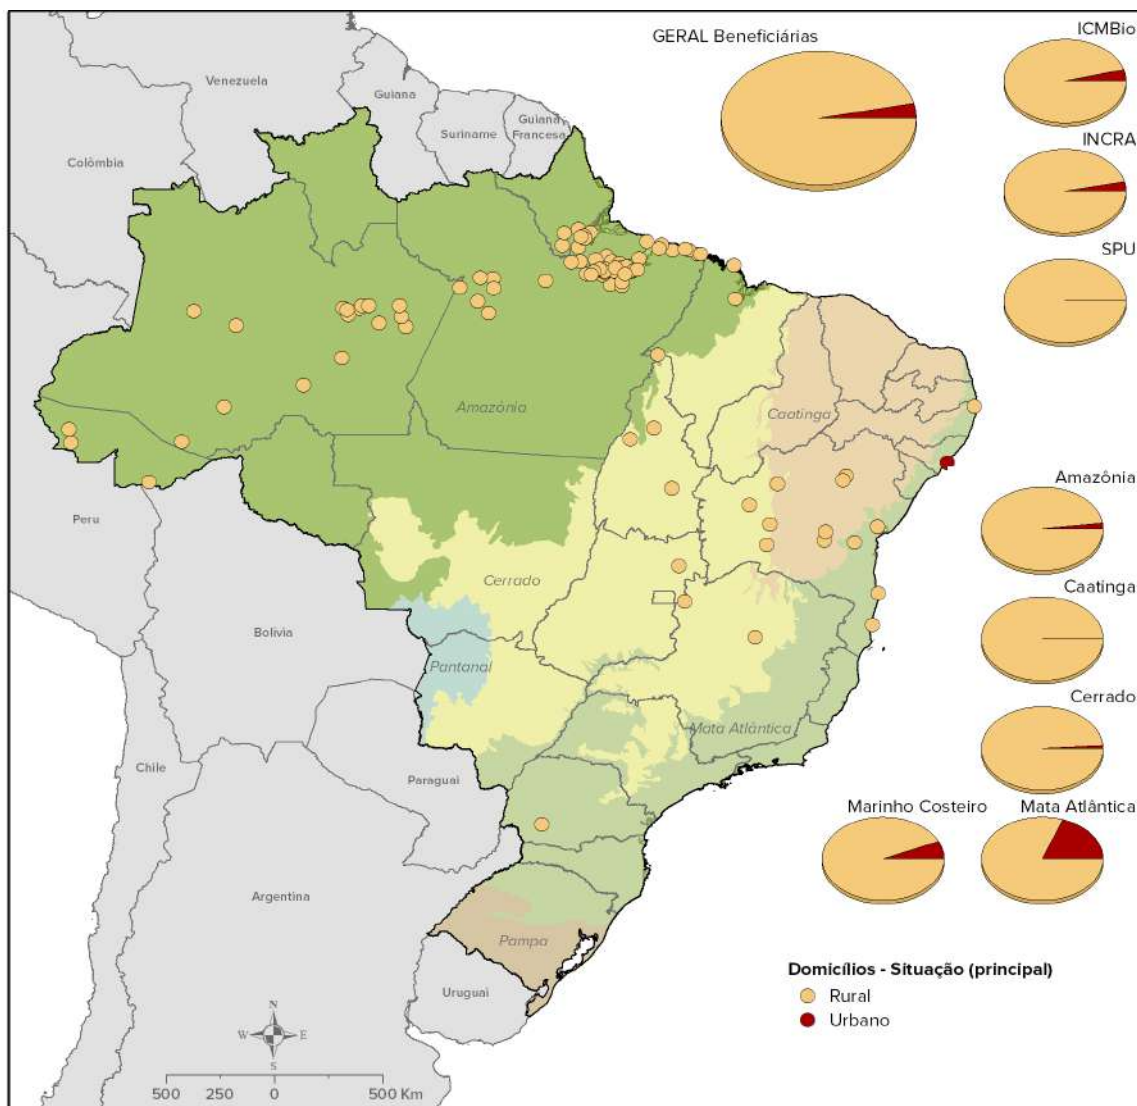 GERAL Beneficiárias
ICMBio
INCRA
SPU
Venezuela
Guiana
Suriname
Guiana
Francesa
Colômbia
Amazônia
Caatinga
Peru
Cerrado
Bolivia
Pantanal
Mata Atlântica
Chile
Paraguai
Argentina
Pampa
Uruguai
Amazônia
Caatinga
Cerrado
Marinho Costeiro
Mata Atlântica
Domicílios - Situação (principal)
Rural
Urbano
N
W
E
S
500 250 0 500 Km